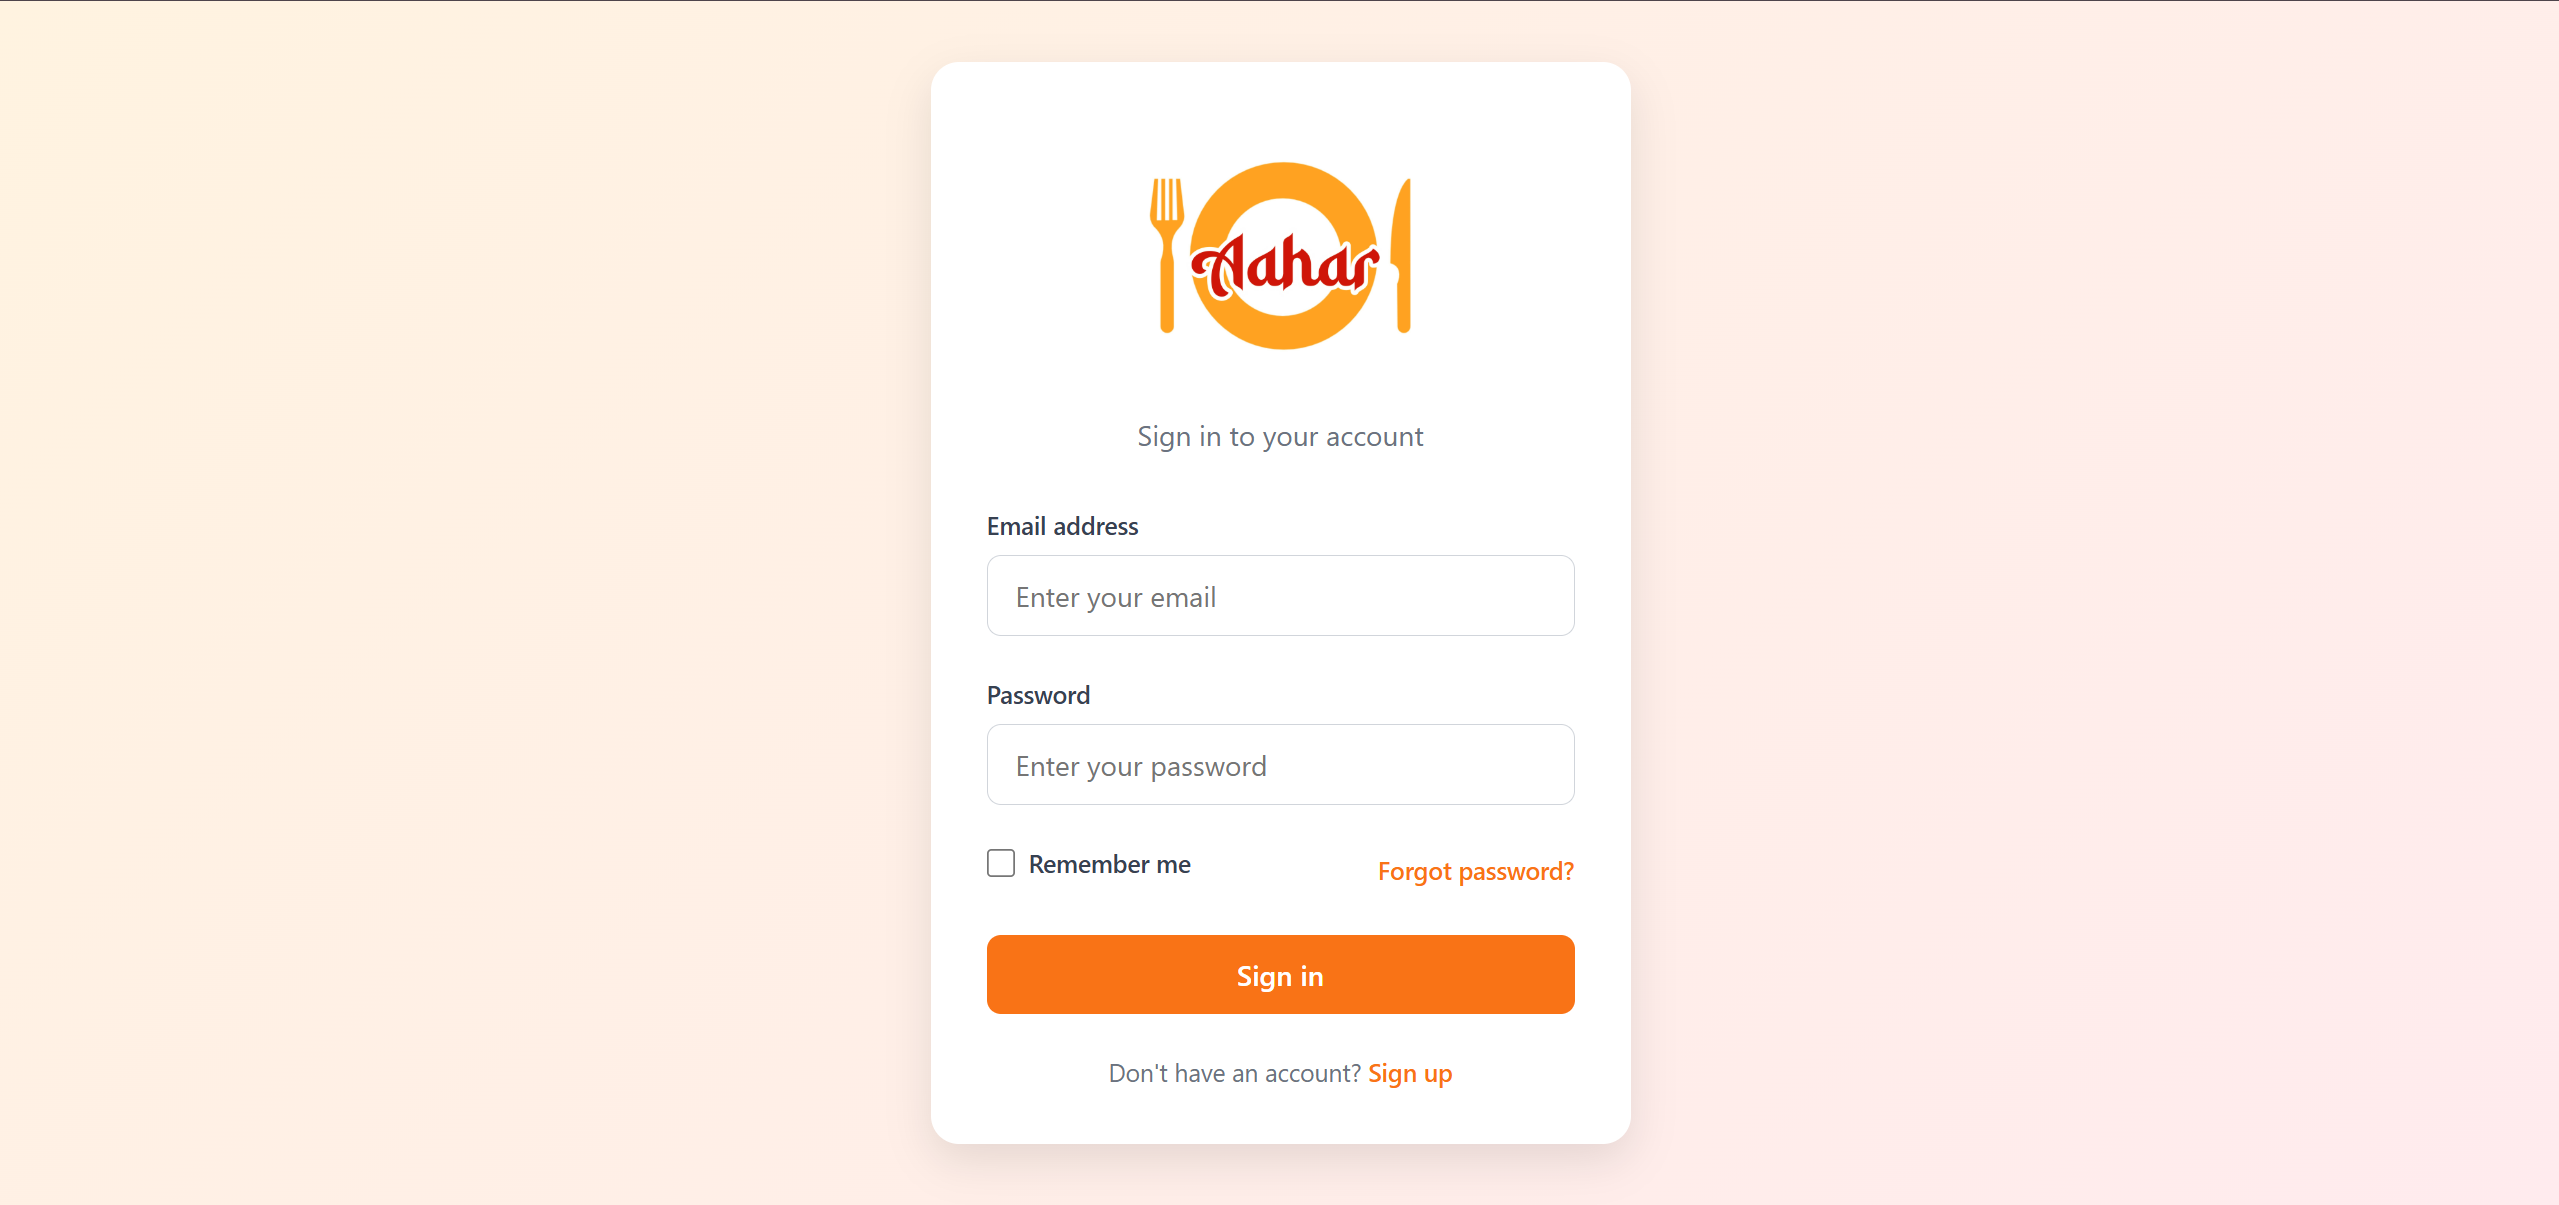 Aahar
Sign in to your account
Email address
Enter your email
Password
Enter your password
Remember me
Forgot password?
Sign in
Don't have an account? Sign up